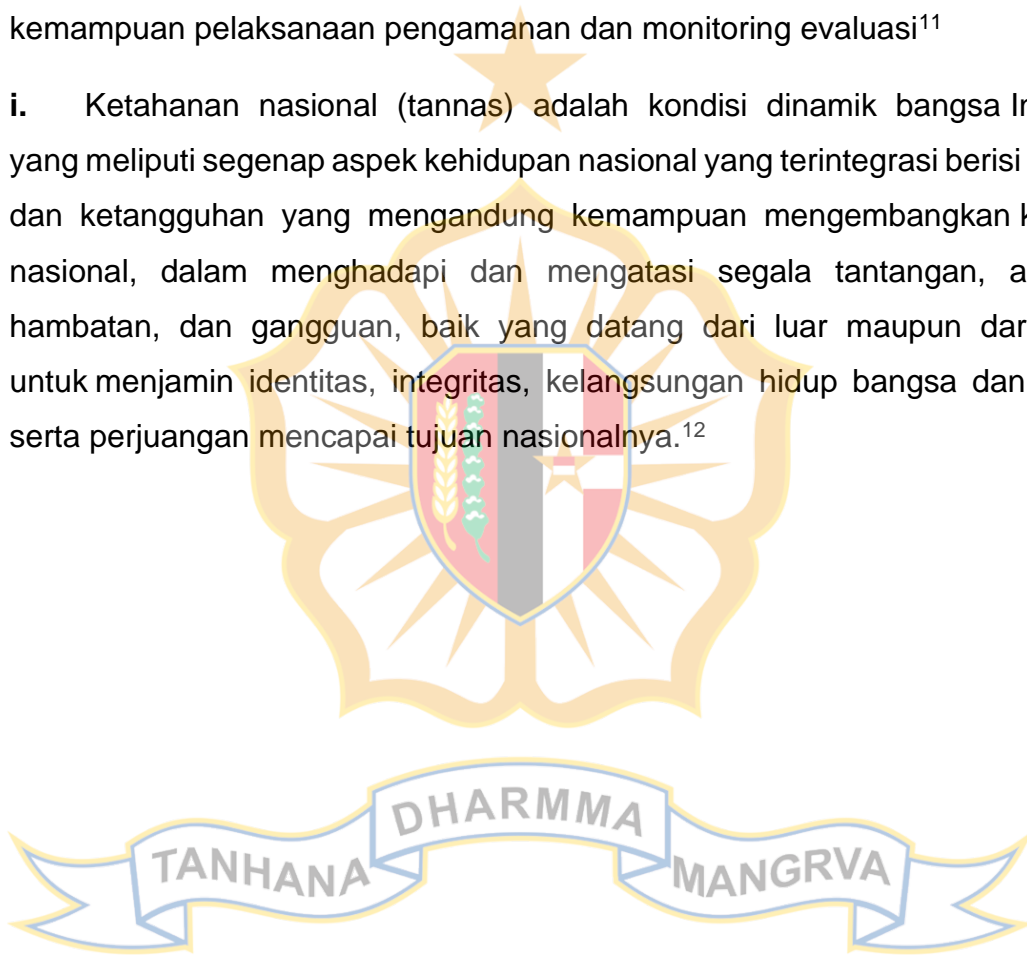 kemampuan pelaksanaan pengamanan dan monitoring evaluasi¹¹
i. Ketahanan nasional (tannas) adalah kondisi dinamik bangsa
yang meliputi segenap aspek kehidupan nasional yang terintegrasi berisi
dan ketangguhan yang mengandung kemampuan mengembangkan
nasional, dalam menghadapi dan mengatasi segala tantangan,
hambatan, dan gangguan, baik yang datang dari luar maupun
untuk menjamin identitas, integritas, kelangsungan hidup bangsa dan
serta perjuangan mencapai tujuan nasionalnya.¹²
TANHANA DHARMMA MANGRVA